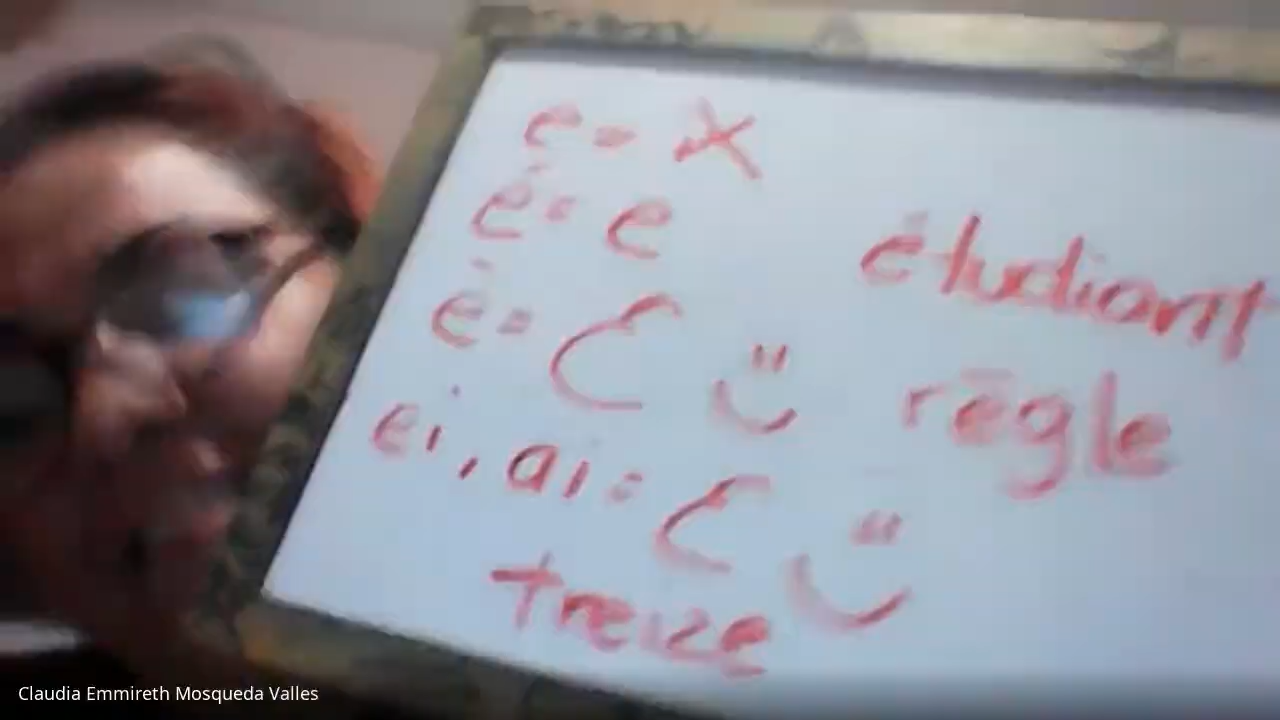 e = X
é = e
étudiant
è = Ɛ
règle
ei, ai = Ɛ
treize
Claudia Emmireth Mosqueda Valles